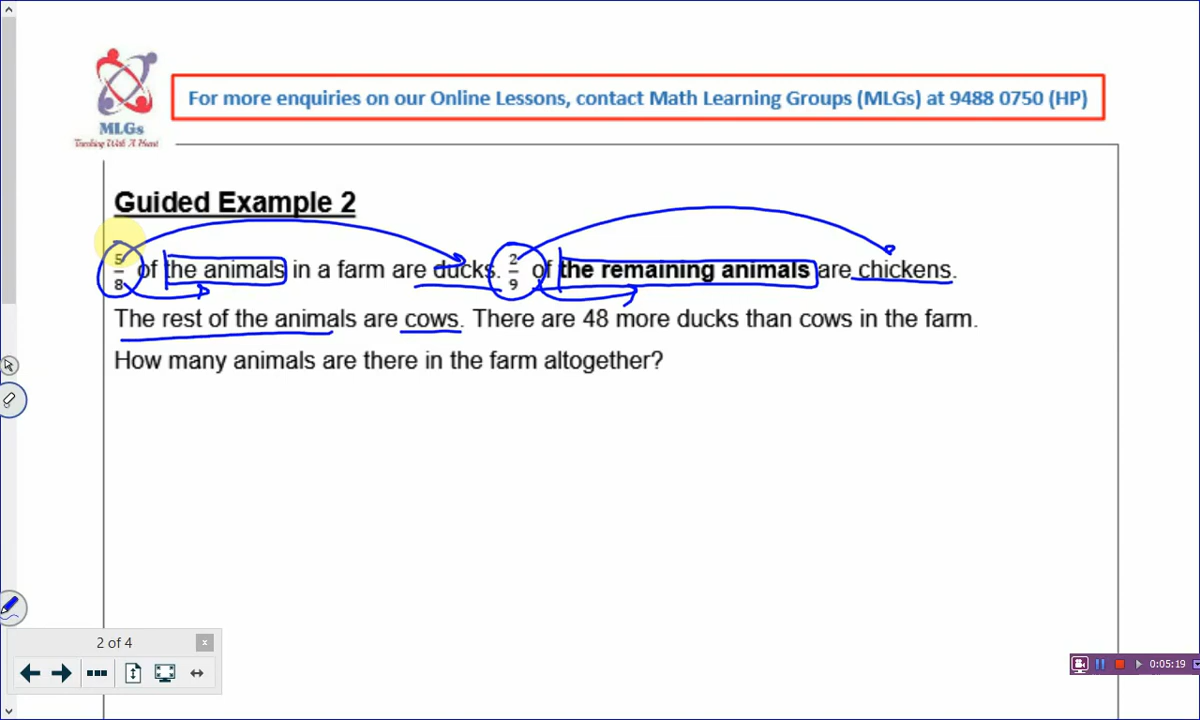 For more enquiries on our Online Lessons, contact Math Learning Groups (MLGs) at 9488 0750 (HP)
MLGs
Teaching With A Heart
Guided Example 2
5/8 of the animals in a farm are ducks. 2/9 of the remaining animals are chickens.
The rest of the animals are cows. There are 48 more ducks than cows in the farm.
How many animals are there in the farm altogether?
2 of 4
0:05:19